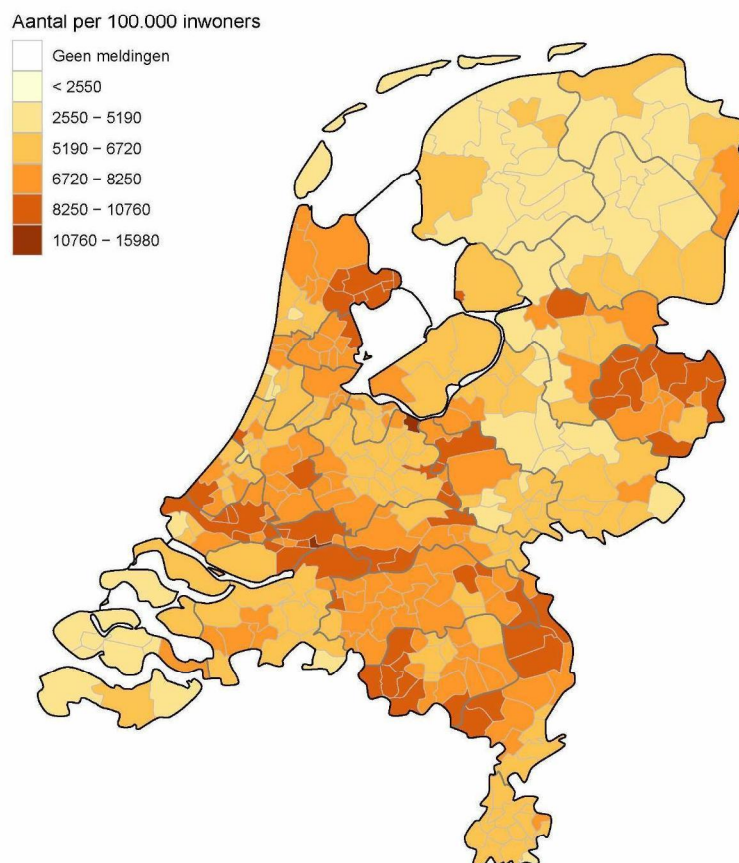 Aantal per 100.000 inwoners
Geen meldingen
< 2550
2550 – 5190
5190 – 6720
6720 – 8250
8250 – 10760
10760 – 15980